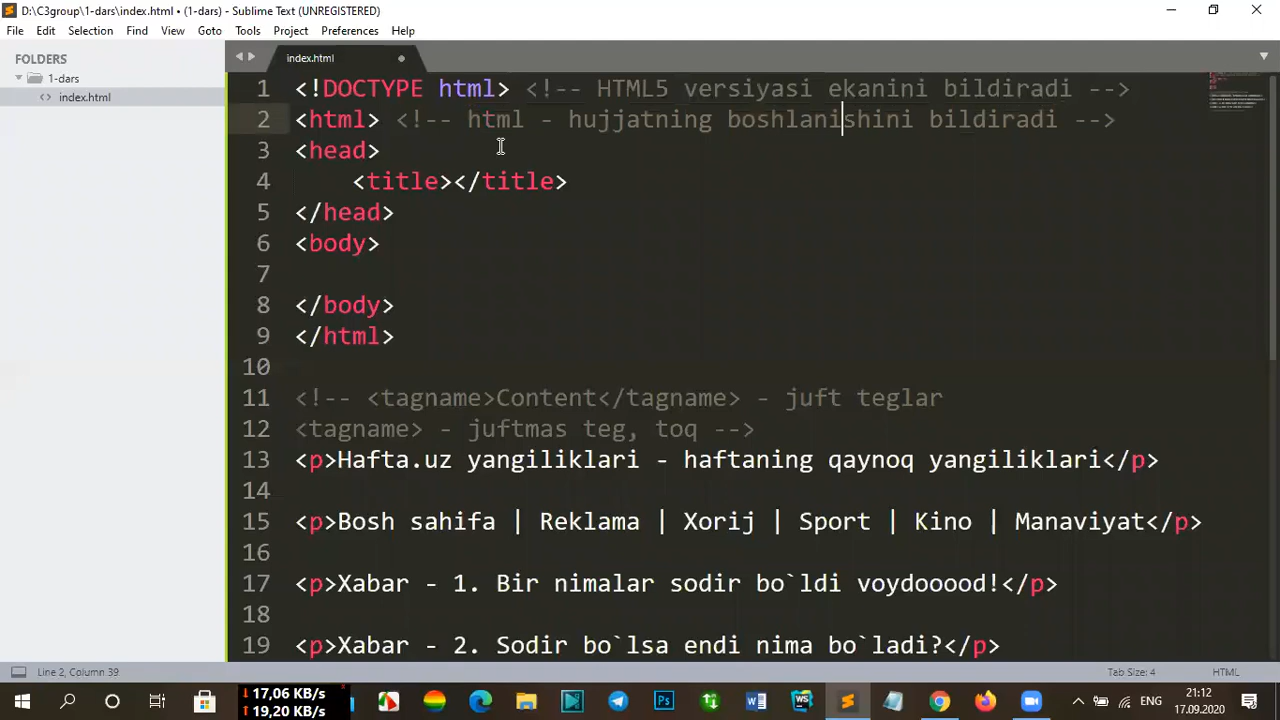 D:\C3group\1-dars\index.html • (1-dars) - Sublime Text (UNREGISTERED)
File Edit Selection Find View Goto Tools Project Preferences Help
FOLDERS
1-dars
<> index.html
index.html
1 <!DOCTYPE html> <!-- HTML5 versiyasi ekanini bildiradi -->
2 <html> <!-- html - hujjatning boshlanishini bildiradi -->
3 <head>
4 <title></title>
5 </head>
6 <body>
7
8 </body>
9 </html>
10
11 <!-- <tagname>Content</tagname> - juft teglar
12 <tagname> - juftmas teg, toq -->
13 <p>Hafta.uz yangiliklari - haftaning qaynoq yangiliklari</p>
14
15 <p>Bosh sahifa | Reklama | Xorij | Sport | Kino | Manaviyat</p>
16
17 <p>Xabar - 1. Bir nimalar sodir bo`ldi voydooood!</p>
18
19 <p>Xabar - 2. Sodir bo`lsa endi nima bo`ladi?</p>
Line 2, Column 39
Tab Size: 4
HTML
17,06 KB/s
19,20 KB/s
ENG
21:12
17.09.2020